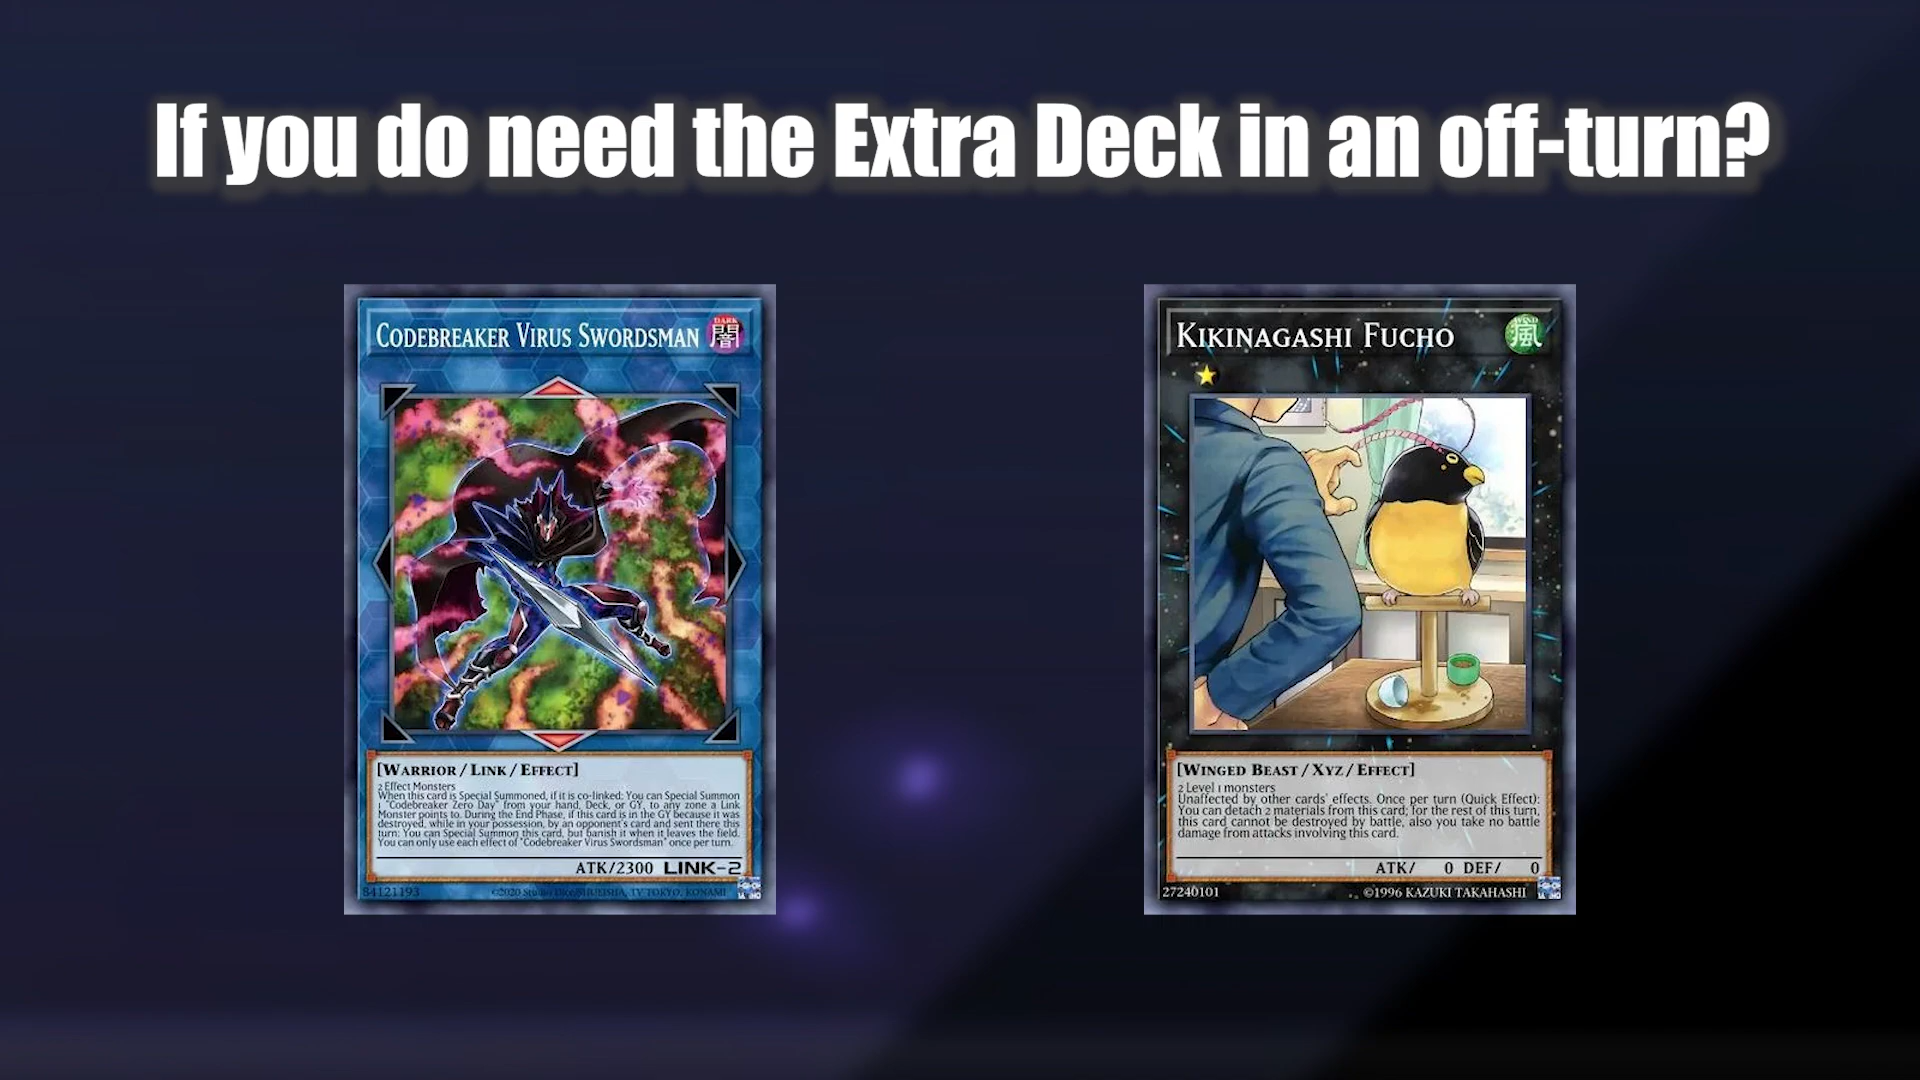 If you do need the Extra Deck in an off-turn?
CODEBREAKER VIRUS SWORDSMAN
DARK
闇
[WARRIOR / LINK / EFFECT]
2 Effect Monsters
When this card is Special Summoned, if it is co-linked: You can Special Summon
1 "Codebreaker Zero Day" from your hand, Deck, or GY, to any zone a Link
Monster points to. During the End Phase, if this card is in the GY because it was
destroyed, while in your possession, by an opponent's card and sent there this
turn: You can Special Summon this card, but banish it when it leaves the field.
You can only use each effect of "Codebreaker Virus Swordsman" once per turn.
ATK/2300 LINK-2
84121193
©2020 Studio Dice/SHUEISHA, TV TOKYO, KONAMI
KIKINAGASHI FUCHO
WIND
風
[WINGED BEAST / XYZ / EFFECT]
2 Level 1 monsters
Unaffected by other cards' effects. Once per turn (Quick Effect):
You can detach 2 materials from this card; for the rest of this turn,
this card cannot be destroyed by battle, also you take no battle
damage from attacks involving this card.
ATK/ 0 DEF/ 0
27240101
©1996 KAZUKI TAKAHASHI